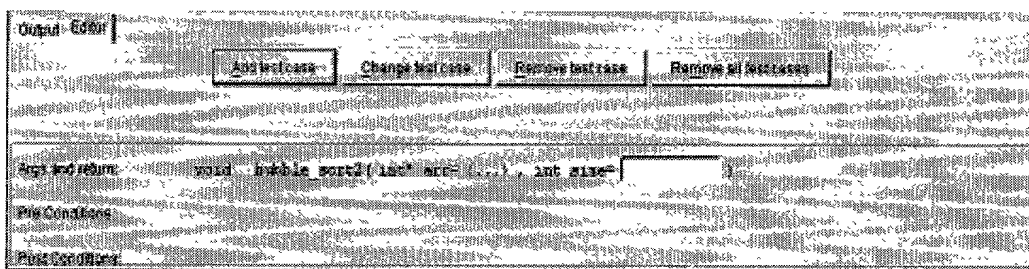 Output Editor
Add test case Change test case Remove test case Remove all test cases
Args and return: void bubble_sort2( int* arr= {...} , int size= )
Pre Conditions:
Post Conditions: